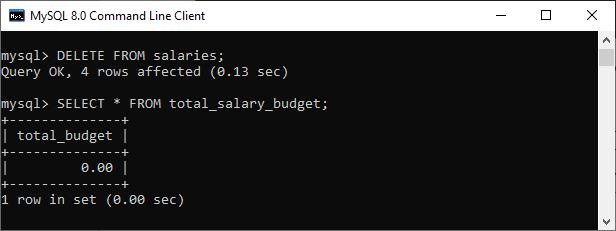 MySQL 8.0 Command Line Client
mysql> DELETE FROM salaries;
Query OK, 4 rows affected (0.13 sec)
mysql> SELECT * FROM total_salary_budget;
+--------------+
| total_budget |
+--------------+
|         0.00 |
+--------------+
1 row in set (0.00 sec)